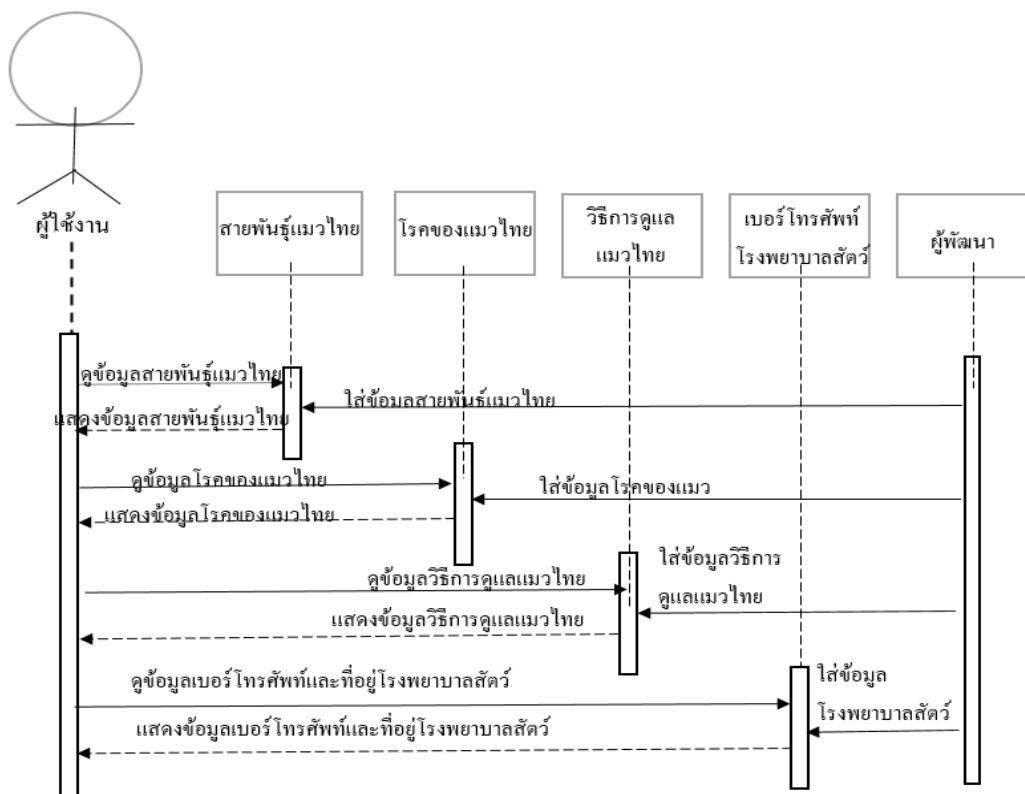 ผู้ใช้งาน
สายพันธุ์แมวไทย
โรคของแมวไทย
วิธีการดูแล
แมวไทย
เบอร์โทรศัพท์
โรงพยาบาลสัตว์
ผู้พัฒนา
ดูข้อมูลสายพันธุ์แมวไทย
ใส่ข้อมูลสายพันธุ์แมวไทย
แสดงข้อมูลสายพันธุ์แมวไทย
ดูข้อมูลโรคของแมวไทย
ใส่ข้อมูลโรคของแมว
แสดงข้อมูลโรคของแมวไทย
ใส่ข้อมูลวิธีการ
ดูแลแมวไทย
ดูข้อมูลวิธีการดูแลแมวไทย
แสดงข้อมูลวิธีการดูแลแมวไทย
ดูข้อมูลเบอร์โทรศัพท์และที่อยู่โรงพยาบาลสัตว์
ใส่ข้อมูล
โรงพยาบาลสัตว์
แสดงข้อมูลเบอร์โทรศัพท์และที่อยู่โรงพยาบาลสัตว์